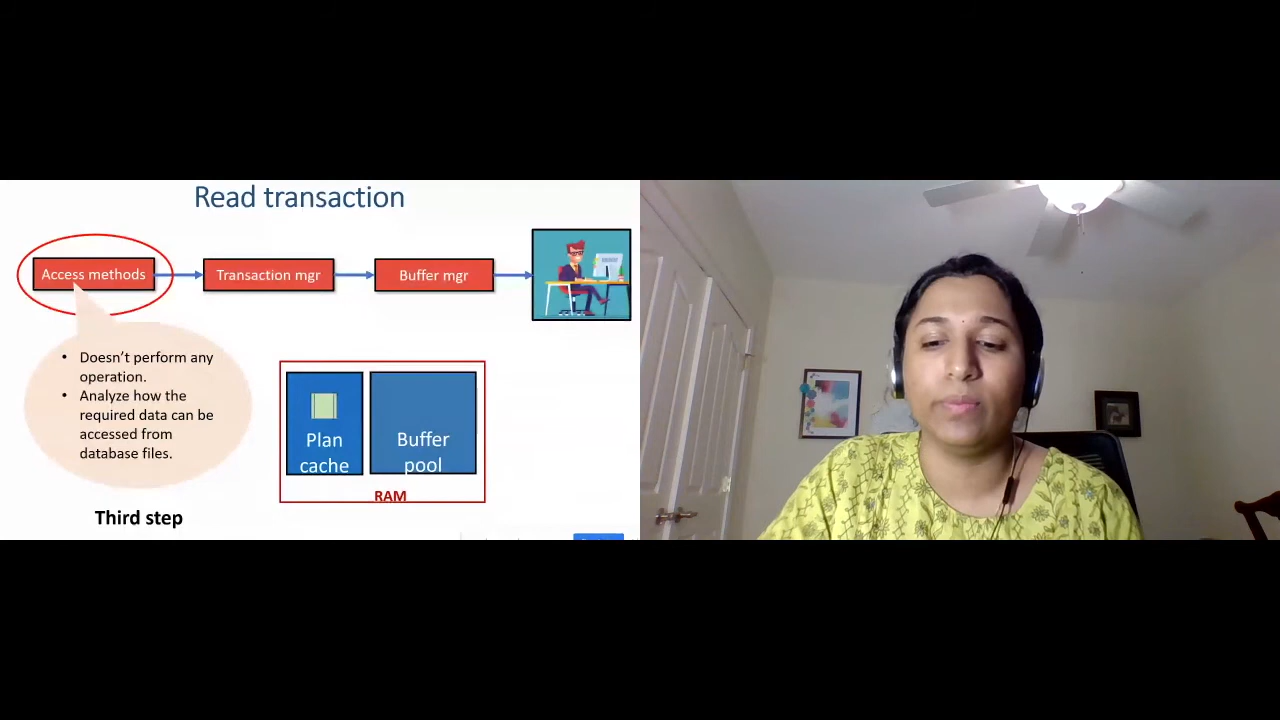 Read transaction
Access methods
Transaction mgr
Buffer mgr
• Doesn't perform any
operation.
• Analyze how the
required data can be
accessed from
database files.
Plan
cache
Buffer
pool
RAM
Third step